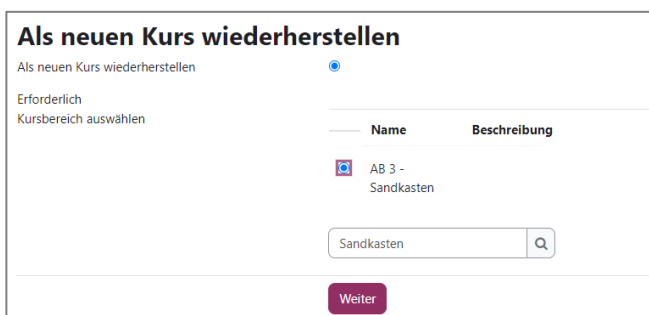 Als neuen Kurs wiederherstellen
Als neuen Kurs wiederherstellen
Erforderlich
Kursbereich auswählen
Name Beschreibung
AB 3 -
Sandkasten
Sandkasten
Weiter